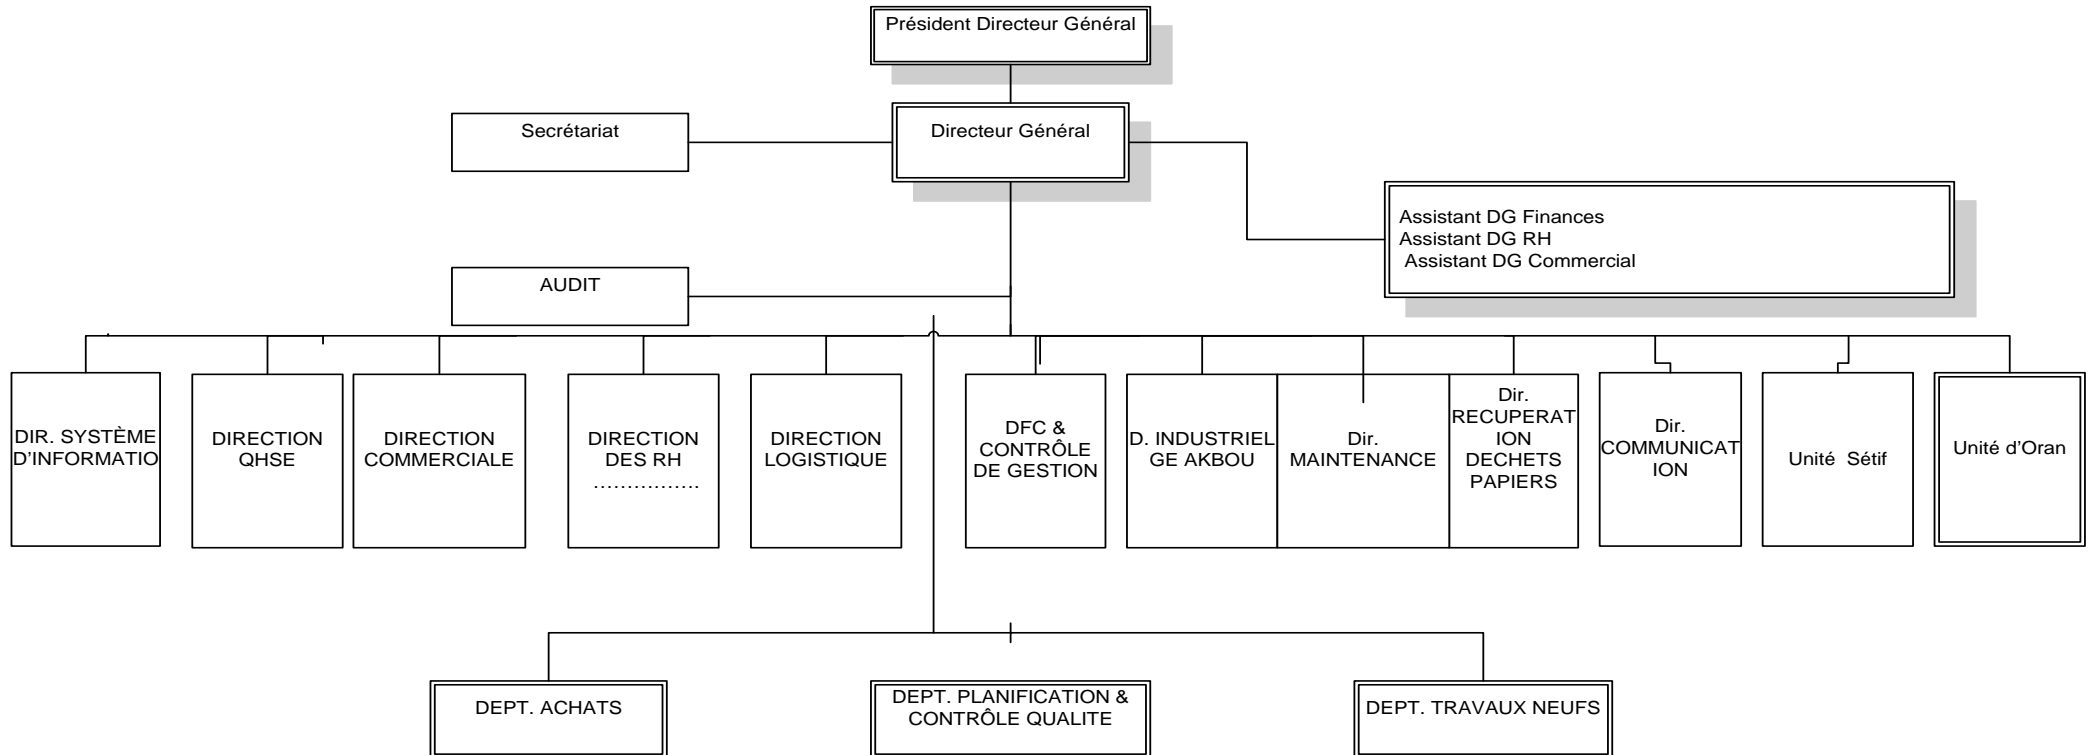 Président Directeur Général
Secrétariat
Directeur Général
Assistant DG Finances
Assistant DG RH
Assistant DG Commercial
AUDIT
DIR. SYSTÈME
D'INFORMATIO
DIRECTION
QHSE
DIRECTION
COMMERCIALE
DIRECTION
DES RH
................
DIRECTION
LOGISTIQUE
DFC &
CONTRÔLE
DE GESTION
D. INDUSTRIEL
GE AKBOU
Dir.
MAINTENANCE
Dir.
RECUPERAT
ION
DECHETS
PAPIERS
Dir.
COMMUNICAT
ION
Unité Sétif
Unité d'Oran
DEPT. ACHATS
DEPT. PLANIFICATION &
CONTRÔLE QUALITE
DEPT. TRAVAUX NEUFS